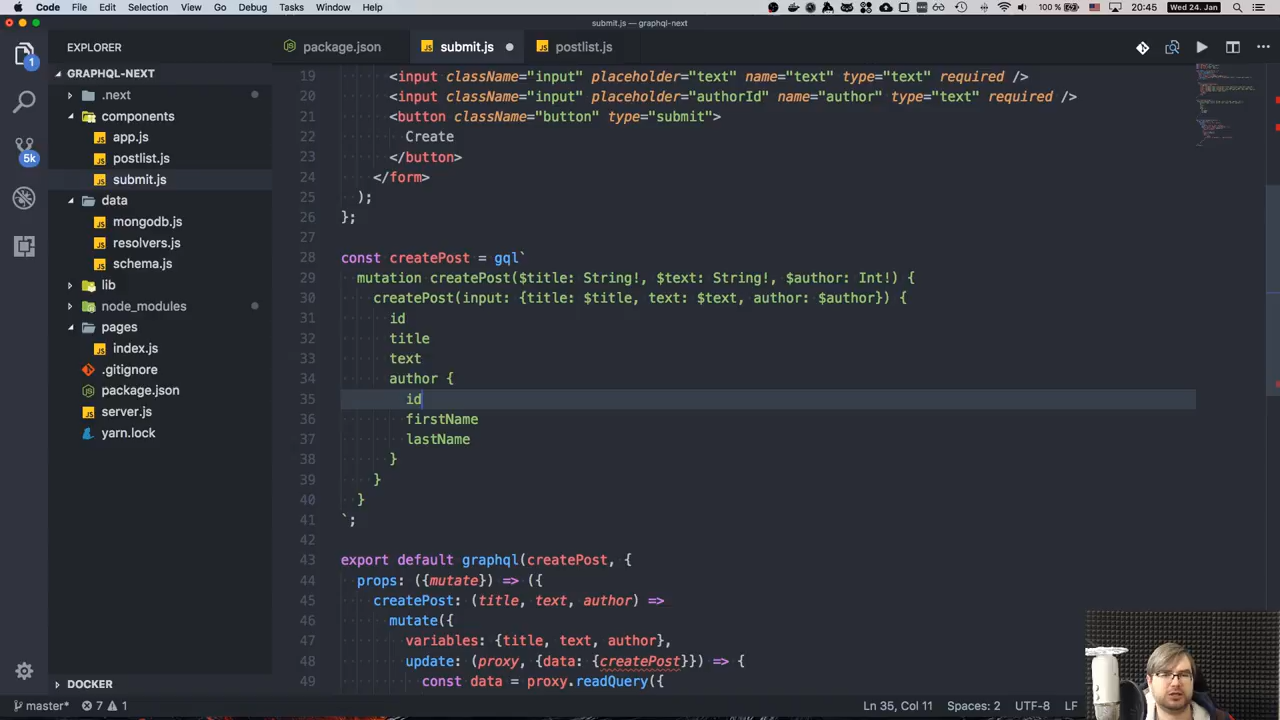 Code File Edit Selection View Go Debug Tasks Window Help 100 % 20:45 Wed 24. Jan
submit.js — graphql-next
EXPLORER
package.json
submit.js
postlist.js
1
5k
GRAPHQL-NEXT
.next
components
app.js
postlist.js
submit.js
data
mongodb.js
resolvers.js
schema.js
lib
node_modules
pages
index.js
.gitignore
package.json
server.js
yarn.lock
DOCKER
19 <input className="input" placeholder="text" name="text" type="text" required />
20 <input className="input" placeholder="authorId" name="author" type="text" required />
21 <button className="button" type="submit">
22 Create
23 </button>
24 </form>
25 );
26 };
27
28 const createPost = gql`
29 mutation createPost($title: String!, $text: String!, $author: Int!) {
30 createPost(input: {title: $title, text: $text, author: $author}) {
31 id
32 title
33 text
34 author {
35 id
36 firstName
37 lastName
38 }
39 }
40 }
41 `;
42
43 export default graphql(createPost, {
44 props: ({mutate}) => ({
45 createPost: (title, text, author) =>
46 mutate({
47 variables: {title, text, author},
48 update: (proxy, {data: {createPost}}) => {
49 const data = proxy.readQuery({
master* 7 1 Ln 35, Col 11 Spaces: 2 UTF-8 LF